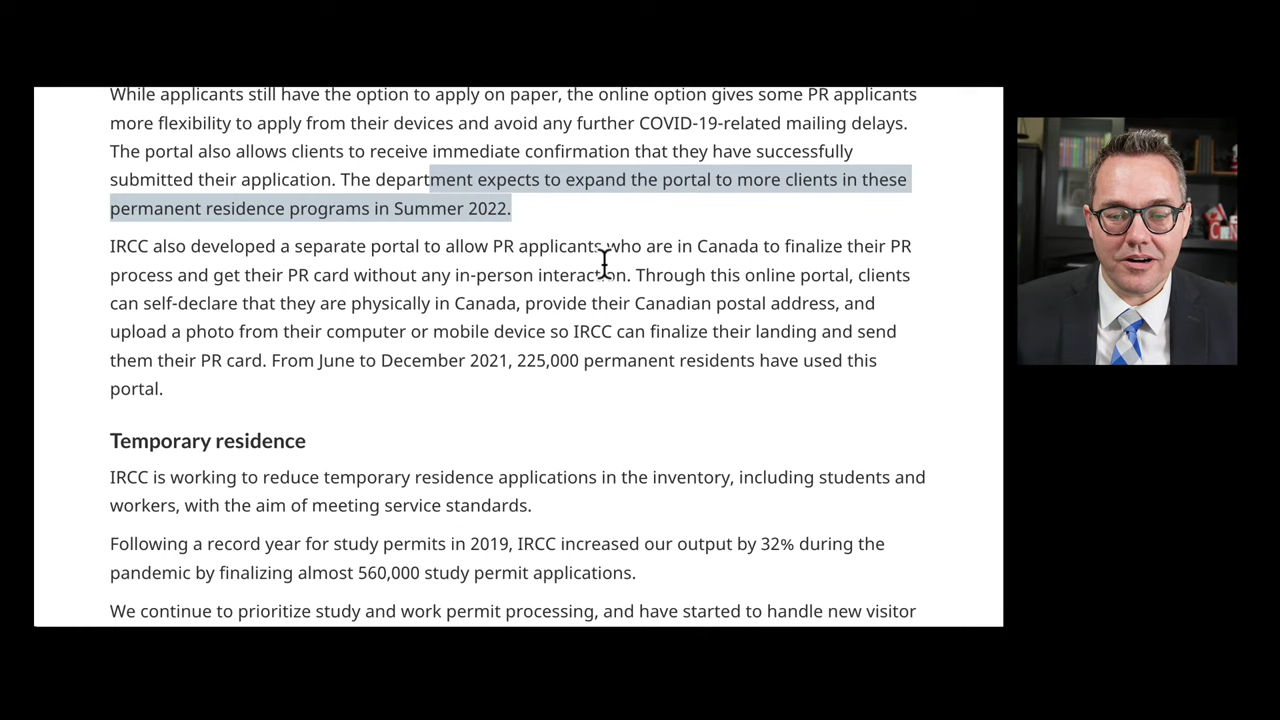 While applicants still have the option to apply on paper, the online option gives some PR applicants
more flexibility to apply from their devices and avoid any further COVID-19-related mailing delays.
The portal also allows clients to receive immediate confirmation that they have successfully
submitted their application. The department expects to expand the portal to more clients in these
permanent residence programs in Summer 2022.
IRCC also developed a separate portal to allow PR applicants who are in Canada to finalize their PR
process and get their PR card without any in-person interaction. Through this online portal, clients
can self-declare that they are physically in Canada, provide their Canadian postal address, and
upload a photo from their computer or mobile device so IRCC can finalize their landing and send
them their PR card. From June to December 2021, 225,000 permanent residents have used this
portal.
Temporary residence
IRCC is working to reduce temporary residence applications in the inventory, including students and
workers, with the aim of meeting service standards.
Following a record year for study permits in 2019, IRCC increased our output by 32% during the
pandemic by finalizing almost 560,000 study permit applications.
We continue to prioritize study and work permit processing, and have started to handle new visitor